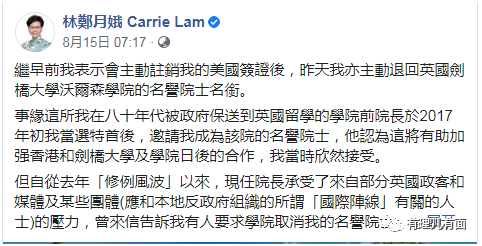 林鄭月娥 Carrie Lam
8月15日 07:17 ·
繼早前我表示會主動註銷我的美國簽證後，昨天我亦主動退回英國劍
橋大學沃爾森學院的名譽院士名銜。
事緣這所我在八十年代被政府保送到英國留學的學院前院長於2017
年初我當選特首後，邀請我成為該院的名譽院士，他認為這將有助加
强香港和劍橋大學及學院日後的合作，我當時欣然接受。
但自從去年「修例風波」以來，現任院長承受了來自部分英國政客和
媒體及某些團體(應和本地反政府組織的所謂「國際陣線」有關的人
士)的壓力，曾來信告訴我有人要求學院取消我的名譽院
有理儿有面